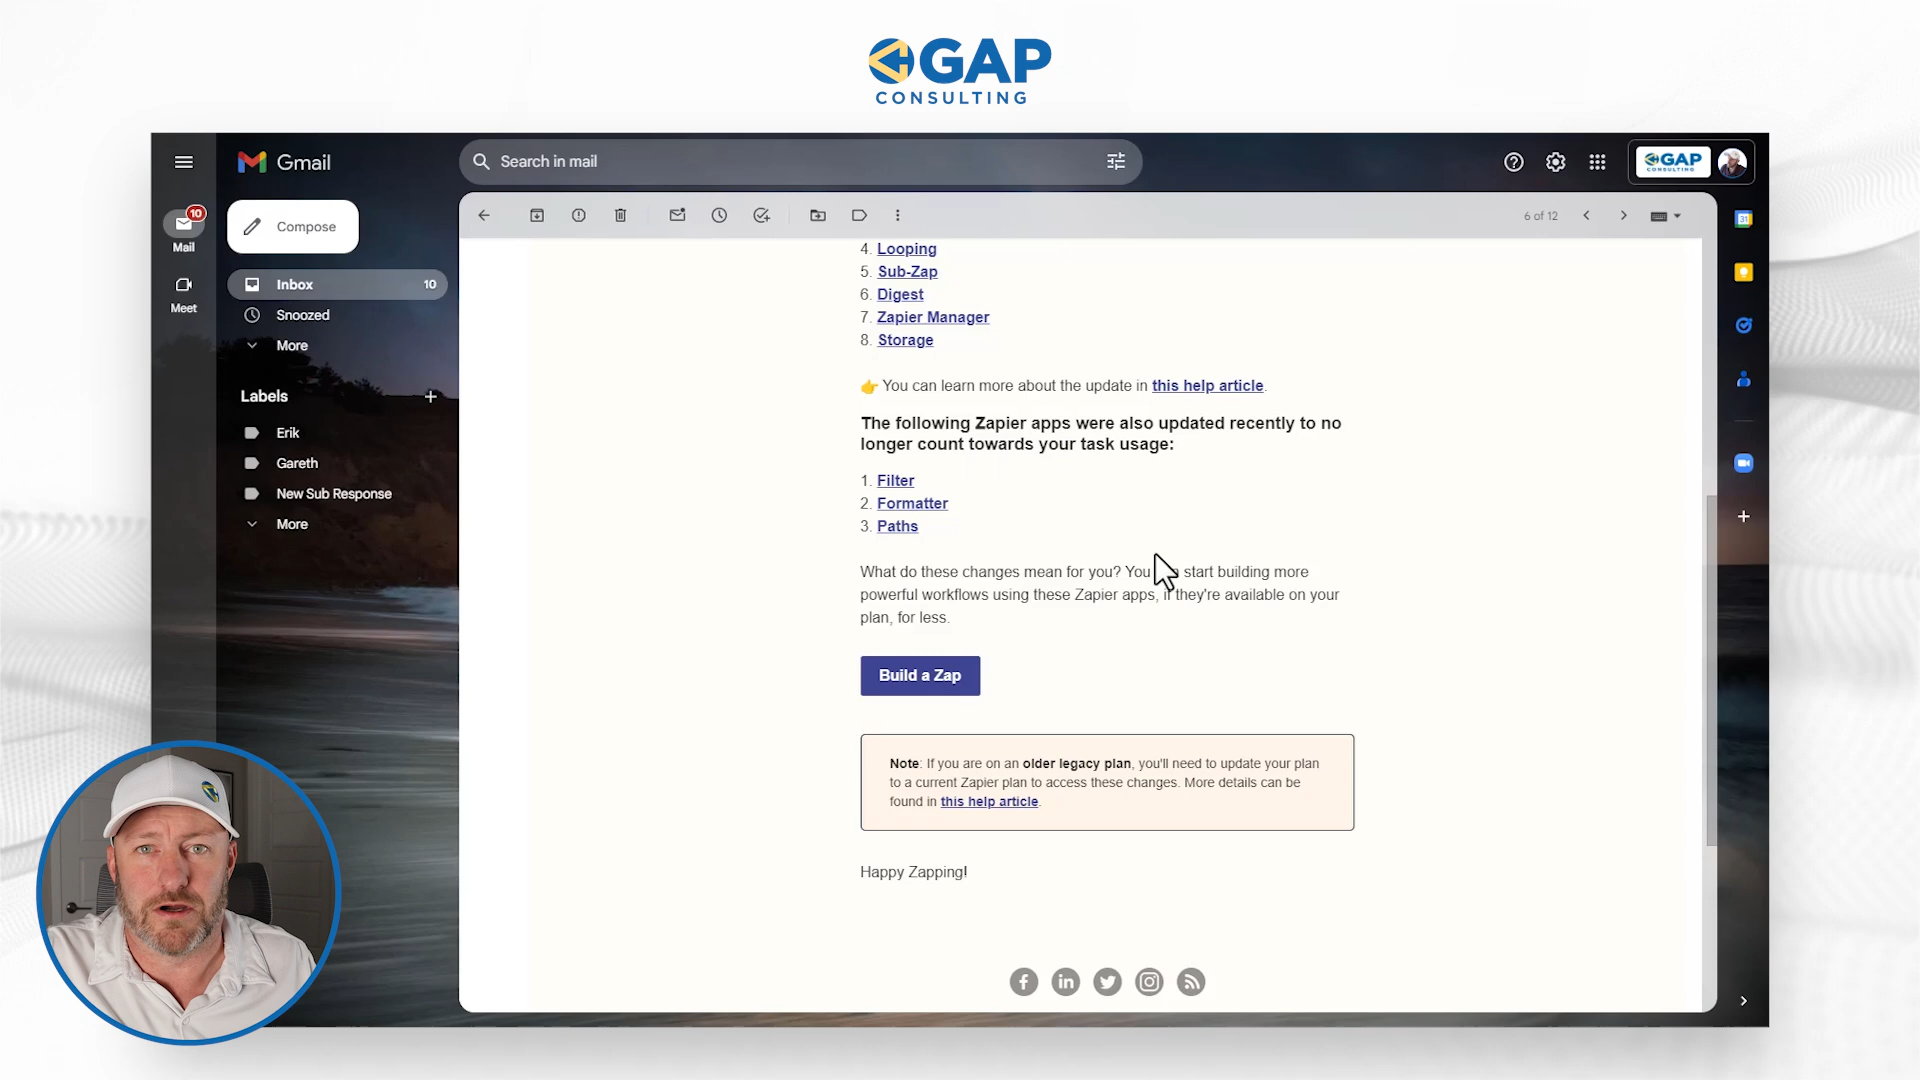 GAP
CONSULTING
Gmail
Search in mail
GAP
CONSULTING
10
Mail
Compose
6 of 12
31
Meet
Inbox 10
Snoozed
More
Labels
Erik
Gareth
New Sub Response
More
4. Looping
5. Sub-Zap
6. Digest
7. Zapier Manager
8. Storage
👉 You can learn more about the update in this help article.
The following Zapier apps were also updated recently to no
longer count towards your task usage:
1. Filter
2. Formatter
3. Paths
What do these changes mean for you? You start building more
powerful workflows using these Zapier apps, if they're available on your
plan, for less.
Build a Zap
Note: If you are on an older legacy plan, you'll need to update your plan
to a current Zapier plan to access these changes. More details can be
found in this help article.
Happy Zapping!